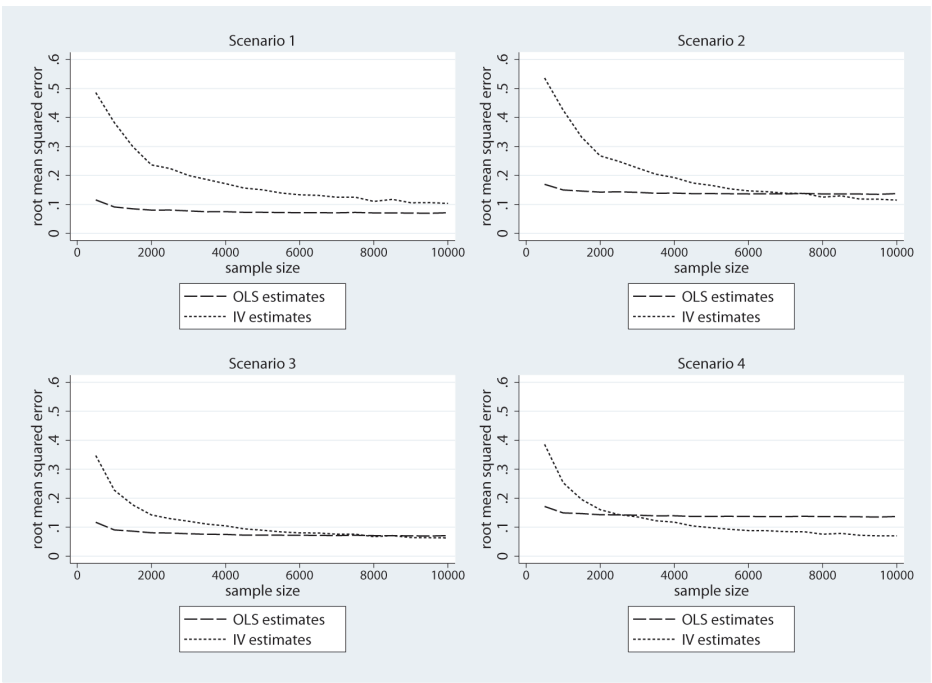 Scenario 1
root mean squared error
.6
.5
.4
.3
.2
.1
0
0 2000 4000 6000 8000 10000
sample size
OLS estimates
IV estimates
Scenario 2
root mean squared error
.6
.5
.4
.3
.2
.1
0
0 2000 4000 6000 8000 10000
sample size
OLS estimates
IV estimates
Scenario 3
root mean squared error
.6
.5
.4
.3
.2
.1
0
0 2000 4000 6000 8000 10000
sample size
OLS estimates
IV estimates
Scenario 4
root mean squared error
.6
.5
.4
.3
.2
.1
0
0 2000 4000 6000 8000 10000
sample size
OLS estimates
IV estimates